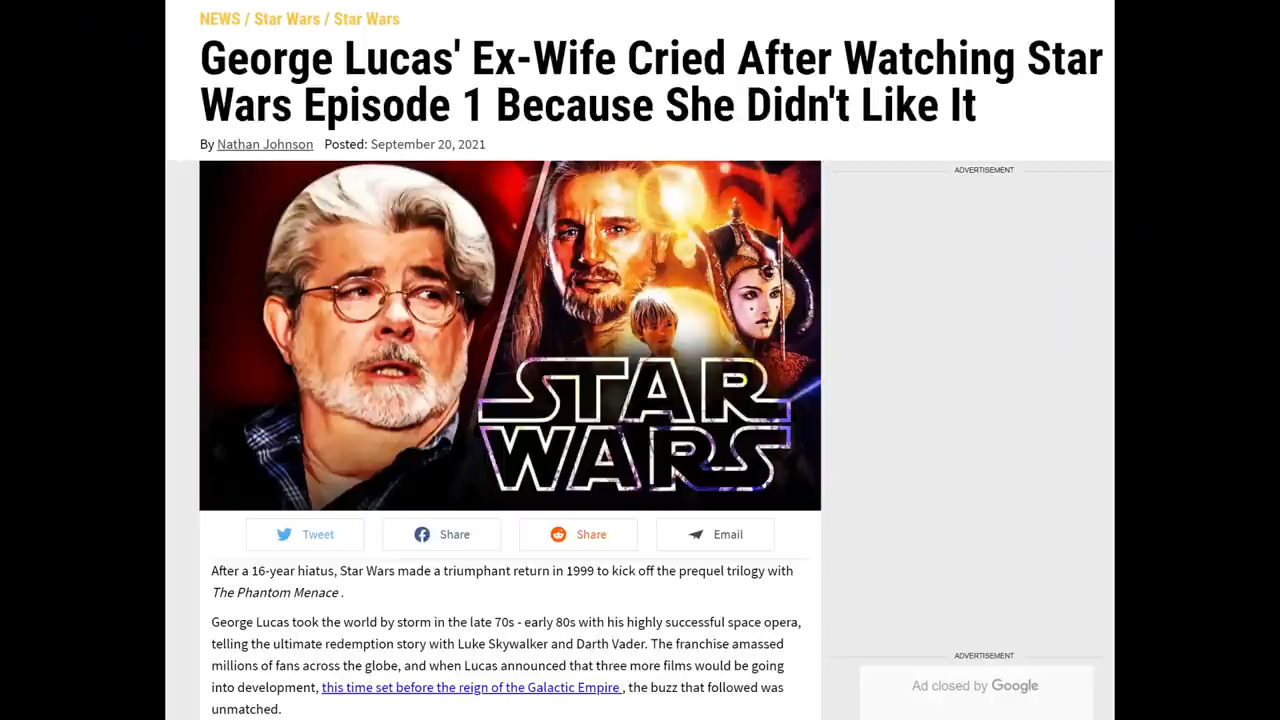 NEWS / Star Wars / Star Wars
George Lucas' Ex-Wife Cried After Watching Star
Wars Episode 1 Because She Didn't Like It
By Nathan Johnson Posted: September 20, 2021
ADVERTISEMENT
STAR
WARS
Tweet
Share
Share
Email
After a 16-year hiatus, Star Wars made a triumphant return in 1999 to kick off the prequel trilogy with
The Phantom Menace .
George Lucas took the world by storm in the late 70s - early 80s with his highly successful space opera,
telling the ultimate redemption story with Luke Skywalker and Darth Vader. The franchise amassed
millions of fans across the globe, and when Lucas announced that three more films would be going
into development, this time set before the reign of the Galactic Empire , the buzz that followed was
unmatched.
ADVERTISEMENT
Ad closed by Google